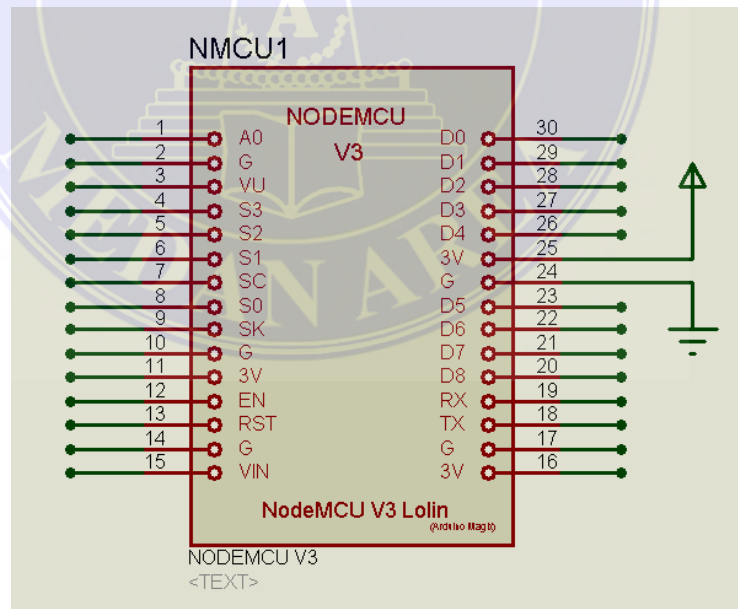 NMCU1
NODEMCU
V3
1 A0 D0 30
2 G D1 29
3 VU D2 28
4 S3 D3 27
5 S2 D4 26
6 S1 3V 25
7 SC G 24
8 S0 D5 23
9 SK D6 22
10 G D7 21
11 3V D8 20
12 EN RX 19
13 RST TX 18
14 G G 17
15 VIN 3V 16
NodeMCU V3 Lolin
(Arduino Magix)
NODEMCU V3
<TEXT>
MEDAN AREA